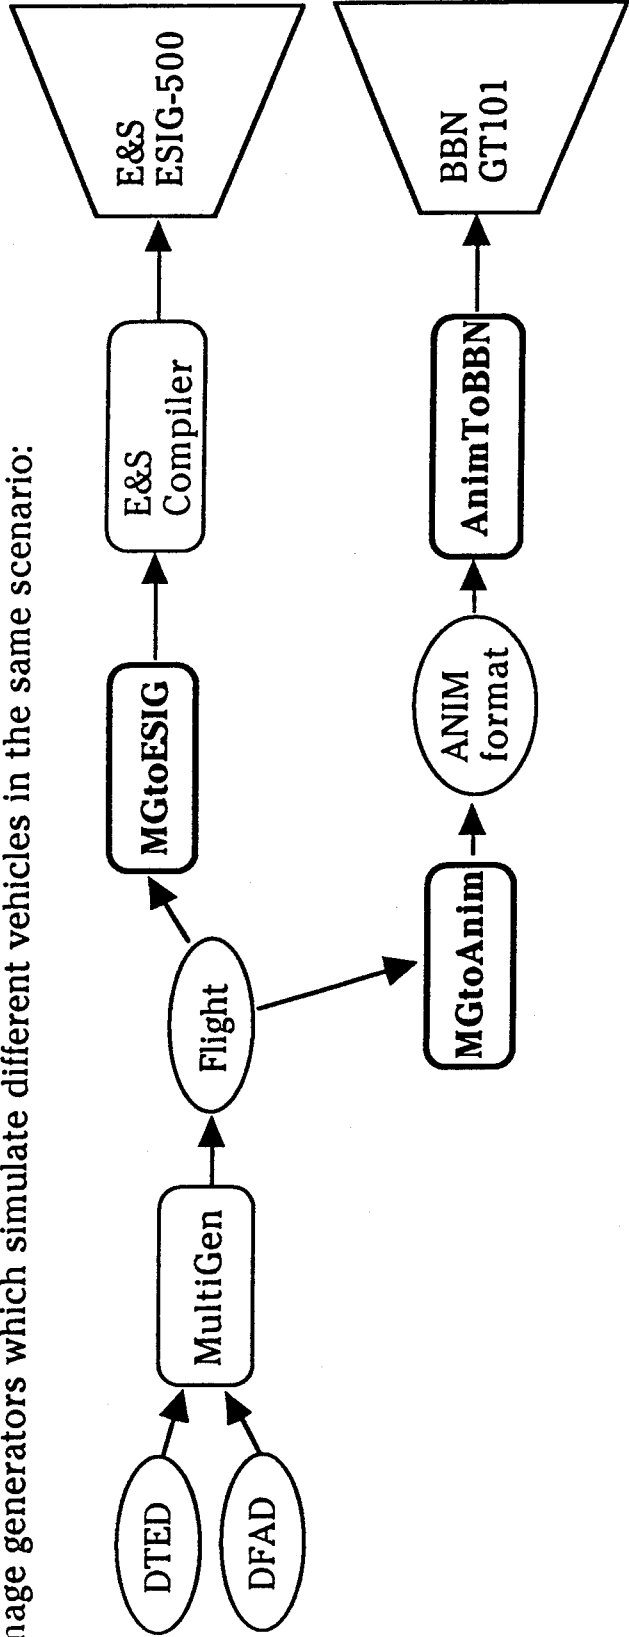 generators which simulate different vehicles in the same scenario:
DTED
DFAD
MultiGen
Flight
MGtoESIG
E&S
Compiler
E&S
ESIG-500
MGtoAnim
ANIM
format
AnimToBBN
BBN
GT101